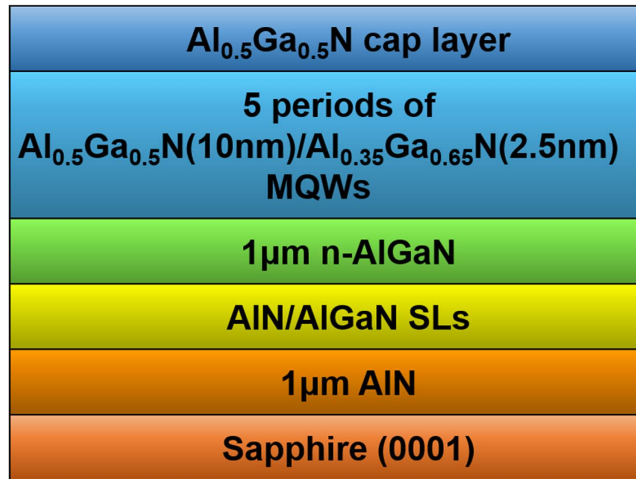 Al₀.₅Ga₀.₅N cap layer
5 periods of
Al₀.₅Ga₀.₅N(10nm)/Al₀.₃₅Ga₀.₆₅N(2.5nm)
MQWs
1μm n-AlGaN
AlN/AlGaN SLs
1μm AlN
Sapphire (0001)